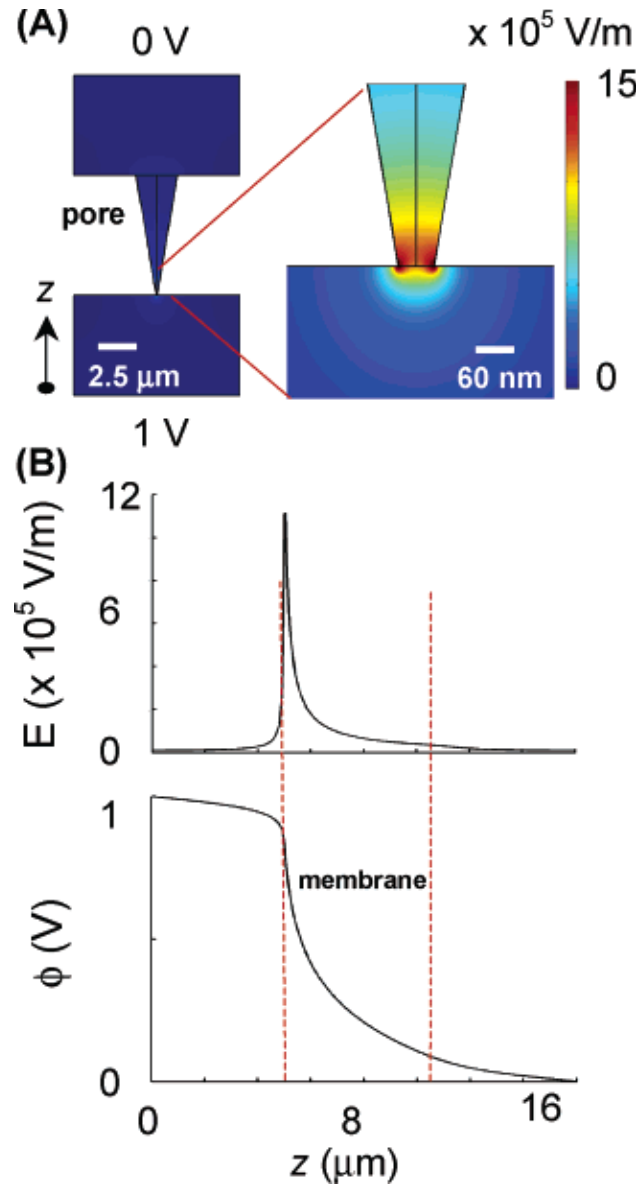 (A)
0 V
x 10⁵ V/m
15
pore
z
2.5 μm
60 nm
0
1 V
(B)
12
6
0
E (x 10⁵ V/m)
1
membrane
0
ϕ (V)
0
8
16
z (μm)